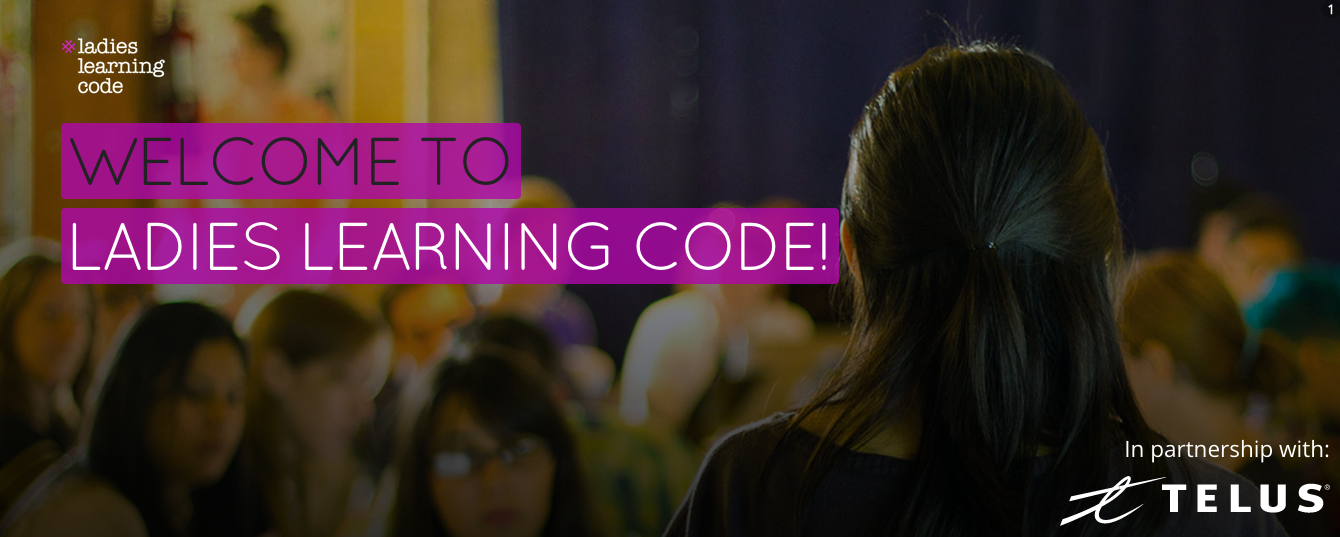 1
*ladies
learning
code
WELCOME TO
LADIES LEARNING CODE!
In partnership with:
TELUS®